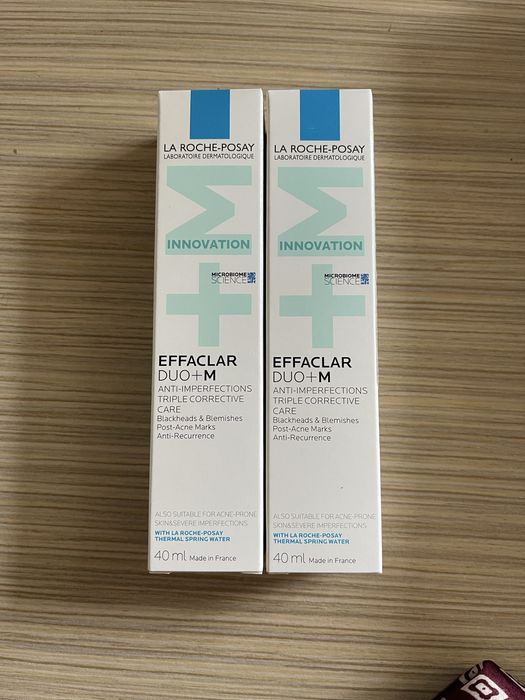 LA ROCHE-POSAY
LABORATOIRE DERMATOLOGIQUE
+M
INNOVATION
MICROBIOME
SCIENCE
EFFACLAR
DUO+M
ANTI-IMPERFECTIONS
TRIPLE CORRECTIVE
CARE
Blackheads & Blemishes
Post-Acne Marks
Anti-Recurrence
ALSO SUITABLE FOR ACNE-PRONE
SKIN&SEVERE IMPERFECTIONS
WITH LA ROCHE-POSAY
THERMAL SPRING WATER
40 ml Made in France
LA ROCHE-POSAY
LABORATOIRE DERMATOLOGIQUE
+M
INNOVATION
MICROBIOME
SCIENCE
EFFACLAR
DUO+M
ANTI-IMPERFECTIONS
TRIPLE CORRECTIVE
CARE
Blackheads & Blemishes
Post-Acne Marks
Anti-Recurrence
ALSO SUITABLE FOR ACNE-PRONE
SKIN&SEVERE IMPERFECTIONS
WITH LA ROCHE-POSAY
THERMAL SPRING WATER
40 ml Made in France